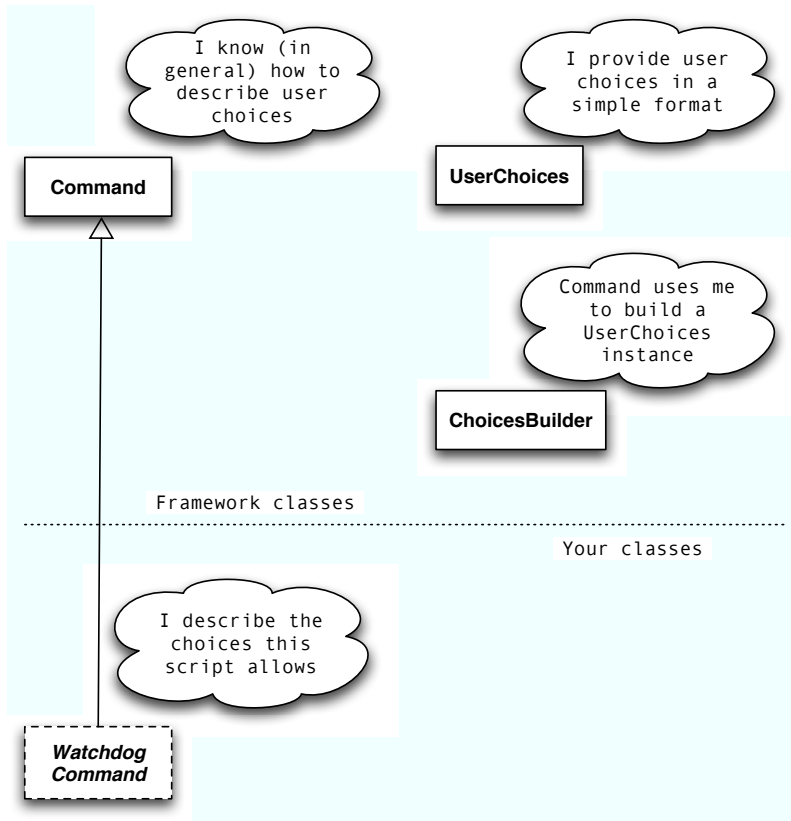 I know (in
general) how to
describe user
choices
I provide user
choices in a
simple format
Command
UserChoices
Command uses me
to build a
UserChoices
instance
ChoicesBuilder
Framework classes
Your classes
I describe the
choices this
script allows
Watchdog
Command